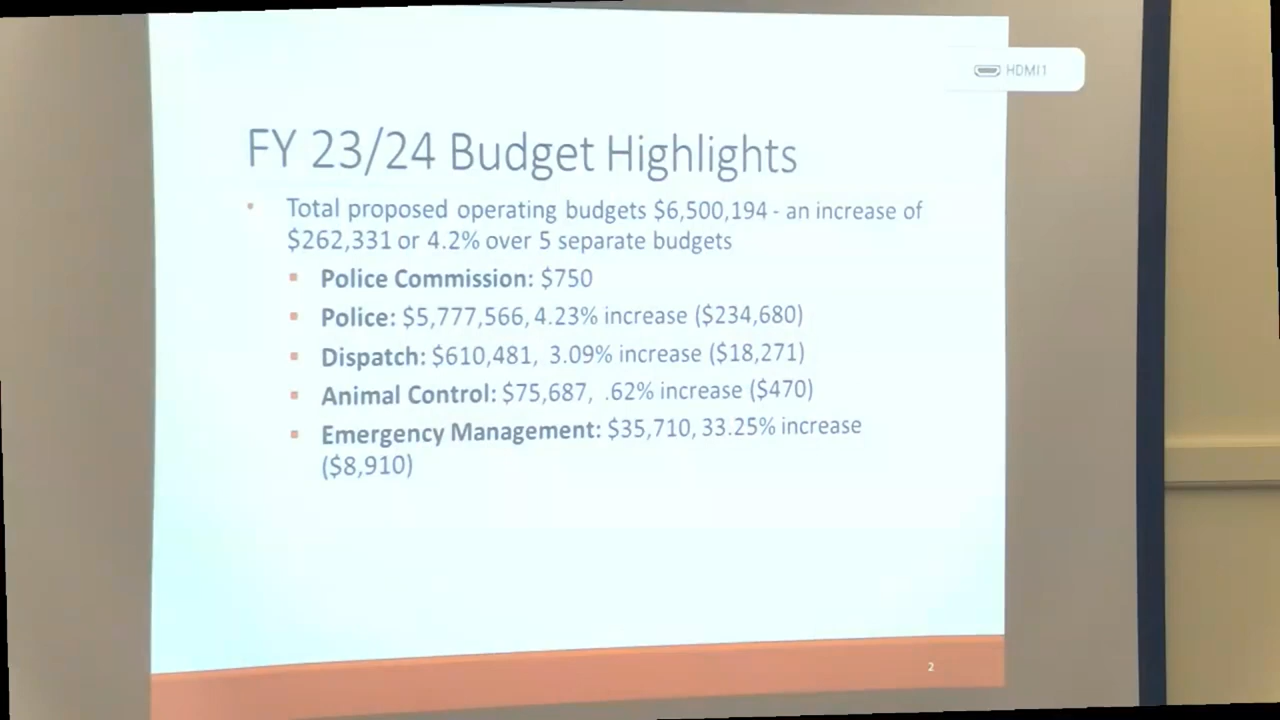 HDMI1
FY 23/24 Budget Highlights
• Total proposed operating budgets $6,500,194 - an increase of
$262,331 or 4.2% over 5 separate budgets
▪ Police Commission: $750
▪ Police: $5,777,566, 4.23% increase ($234,680)
▪ Dispatch: $610,481, 3.09% increase ($18,271)
▪ Animal Control: $75,687, .62% increase ($470)
▪ Emergency Management: $35,710, 33.25% increase
($8,910)
2